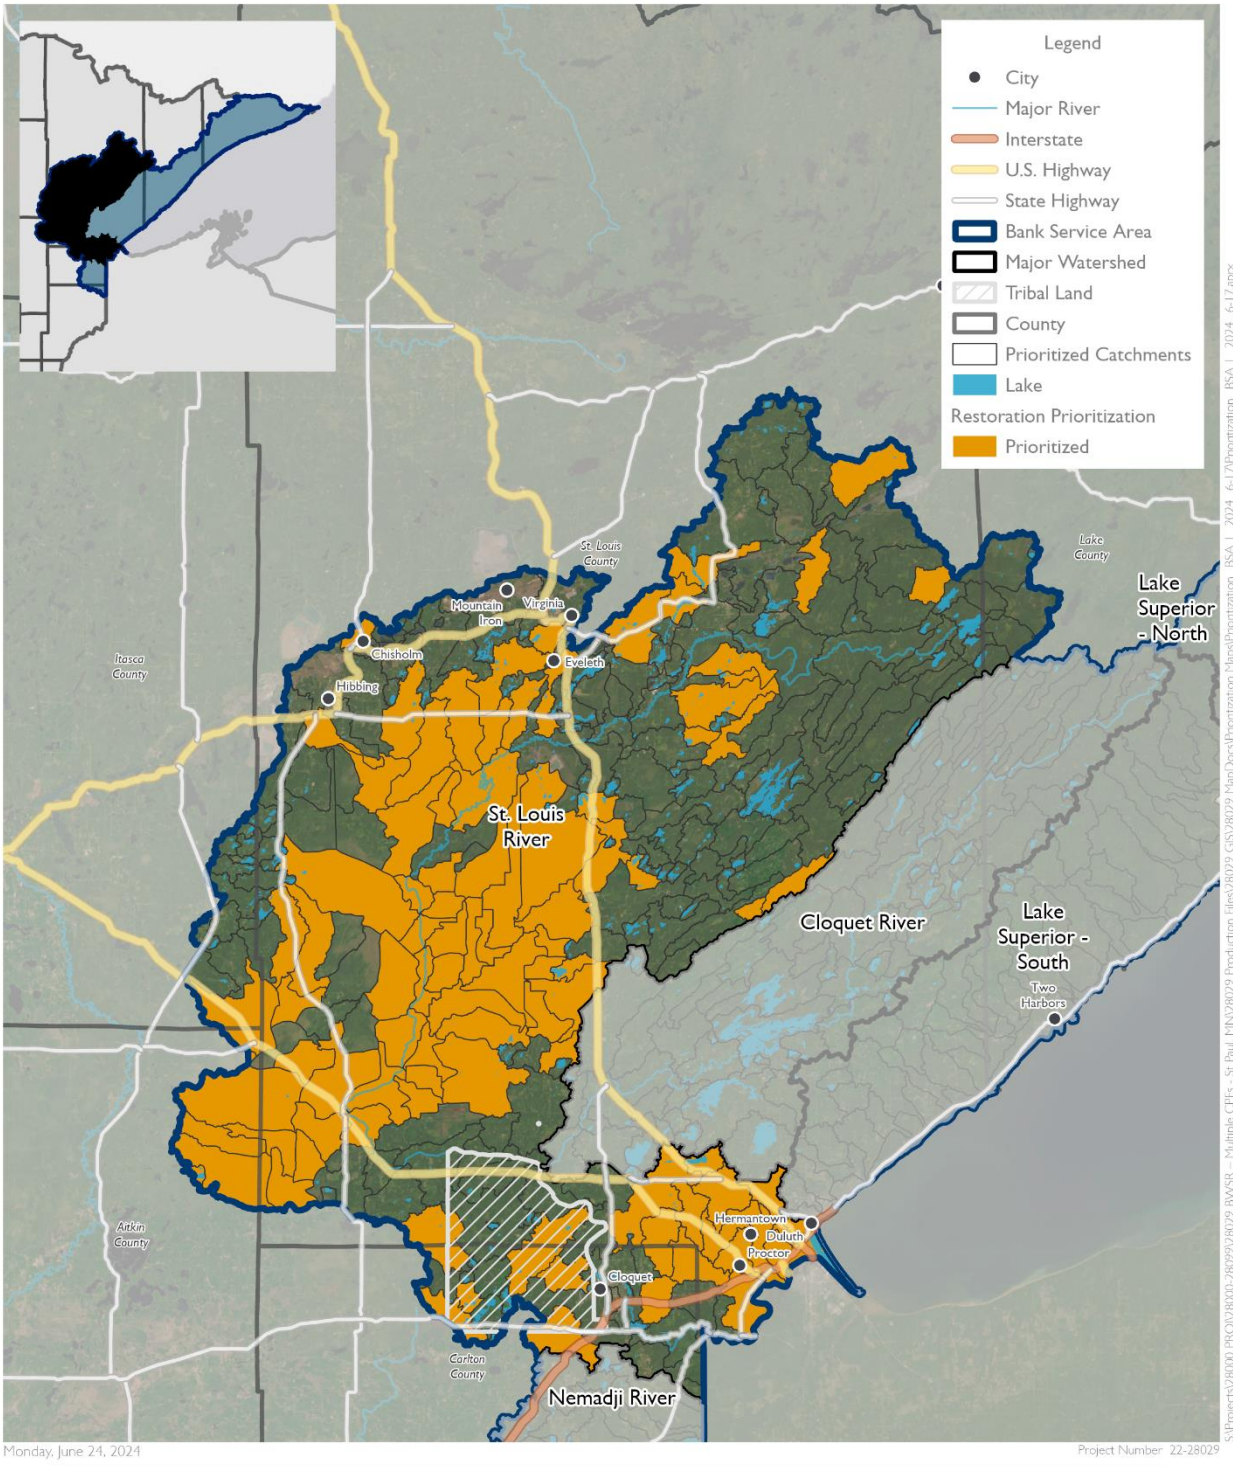 Legend
City
Major River
Interstate
U.S. Highway
State Highway
Bank Service Area
Major Watershed
Tribal Land
County
Prioritized Catchments
Lake
Restoration Prioritization
Prioritized
St. Louis
County
Lake
County
Lake
Superior
- North
Mountain
Iron
Virginia
Chisholm
Eveleth
Itasca
County
Hibbing
St. Louis
River
Cloquet River
Lake
Superior -
South
Two
Harbors
Hermantown
Duluth
Proctor
Aitkin
County
Cloquet
Carlton
County
Nemadji River
Monday, June 24, 2024
Project Number 22-28029